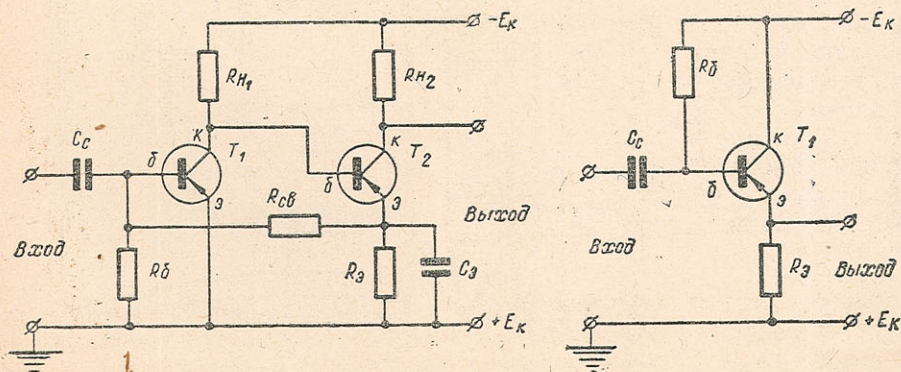 -Eк
Rн₁
Rн₂
Cс
б
к
T₁
э
б
к
T₂
э
Rсв
Выход
Вход
Rб
Rэ
Cэ
+Eк
1
-Eк
Rб
Cс
б
к
T₁
э
Вход
Rэ
Выход
+Eк